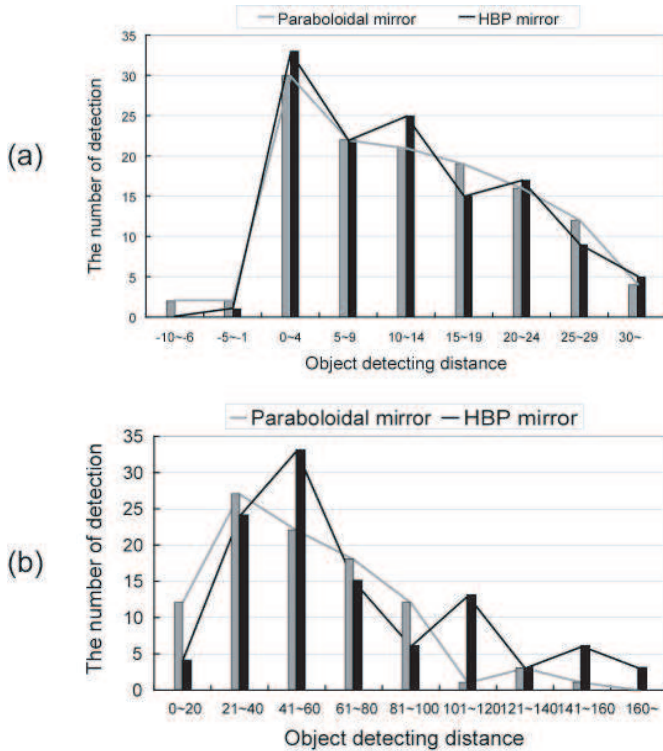 Paraboloidal mirror HBP mirror
(a)
The number of detection
35
30
25
20
15
10
5
0
-10~-6 -5~-1 0~4 5~9 10~14 15~19 20~24 25~29 30~
Object detecting distance
Paraboloidal mirror HBP mirror
(b)
The number of detection
35
30
25
20
15
10
5
0
0~20 21~40 41~60 61~80 81~100 101~120 121~140 141~160 160~
Object detecting distance